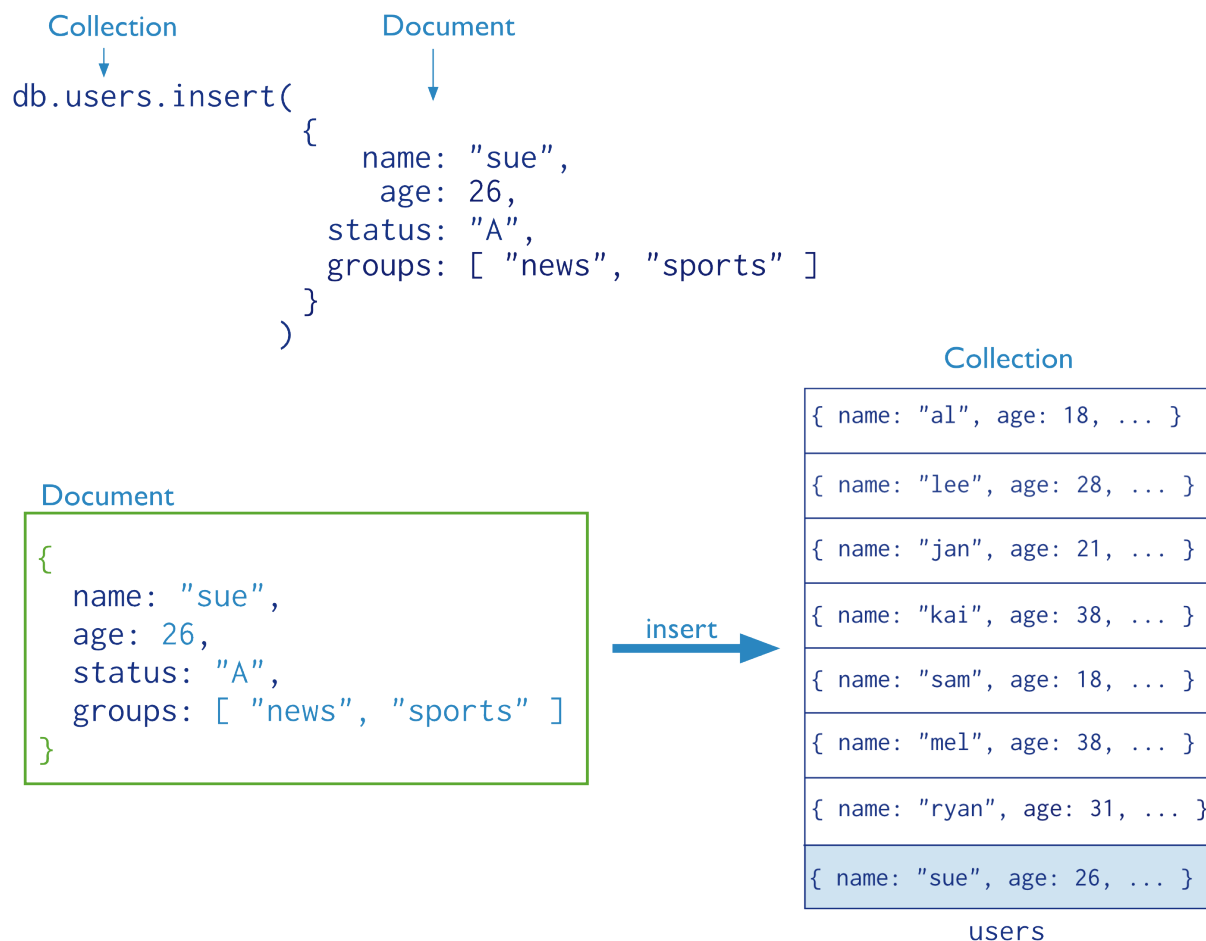 Collection Document
db.users.insert(
{
name: "sue",
age: 26,
status: "A",
groups: [ "news", "sports" ]
}
)
Document
{
name: "sue",
age: 26,
status: "A",
groups: [ "news", "sports" ]
}
insert
Collection
{ name: "al", age: 18, ... }
{ name: "lee", age: 28, ... }
{ name: "jan", age: 21, ... }
{ name: "kai", age: 38, ... }
{ name: "sam", age: 18, ... }
{ name: "mel", age: 38, ... }
{ name: "ryan", age: 31, ... }
{ name: "sue", age: 26, ... }
users